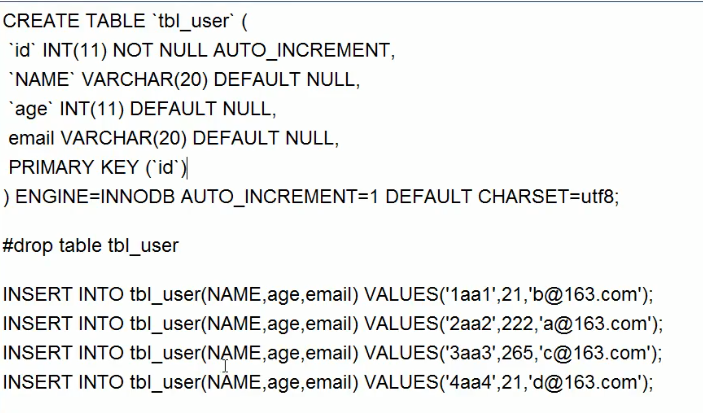 CREATE TABLE `tbl_user` (
`id` INT(11) NOT NULL AUTO_INCREMENT,
`NAME` VARCHAR(20) DEFAULT NULL,
`age` INT(11) DEFAULT NULL,
email VARCHAR(20) DEFAULT NULL,
PRIMARY KEY (`id`)
) ENGINE=INNODB AUTO_INCREMENT=1 DEFAULT CHARSET=utf8;
#drop table tbl_user
INSERT INTO tbl_user(NAME,age,email) VALUES('1aa1',21,'b@163.com');
INSERT INTO tbl_user(NAME,age,email) VALUES('2aa2',222,'a@163.com');
INSERT INTO tbl_user(NAME,age,email) VALUES('3aa3',265,'c@163.com');
INSERT INTO tbl_user(NAME,age,email) VALUES('4aa4',21,'d@163.com');